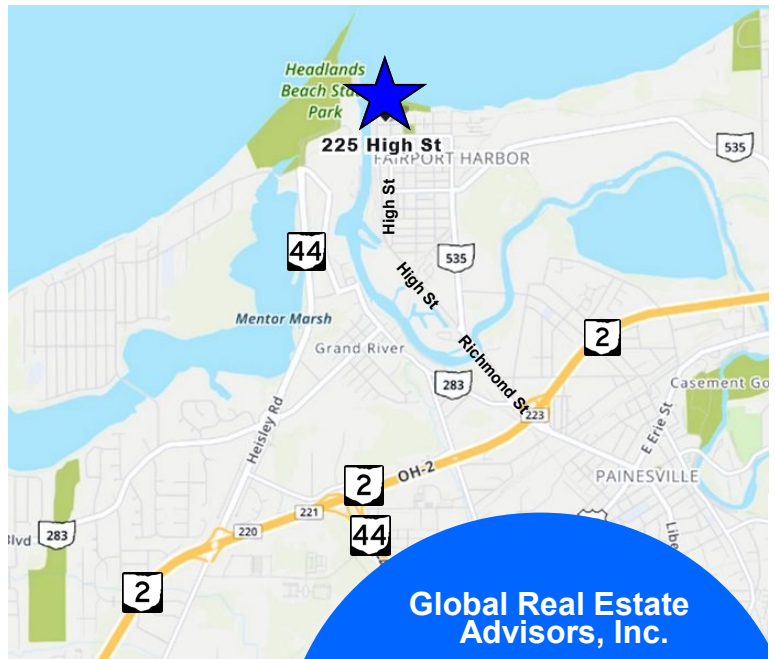 Headlands
Beach State
Park
225 High St
FAIRPORT HARBOR
535
High St
44
535
High St
Mentor Marsh
Grand River
2
Richmond St
283
Casement Go
223
Heisley Rd
E Erie St
OH-2
PAINESVILLE
2
221
220
44
Blvd
283
Libe
2
Global Real Estate
Advisors, Inc.